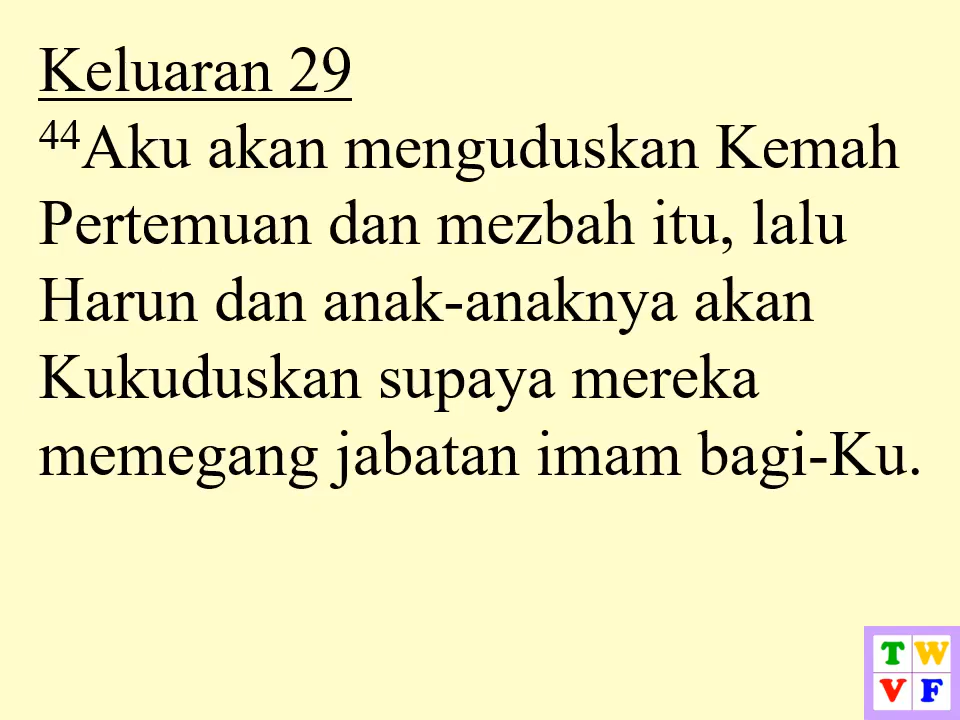 Keluaran 29
44Aku akan menguduskan Kemah
Pertemuan dan mezbah itu, lalu
Harun dan anak-anaknya akan
Kukuduskan supaya mereka
memegang jabatan imam bagi-Ku.
T W
V F